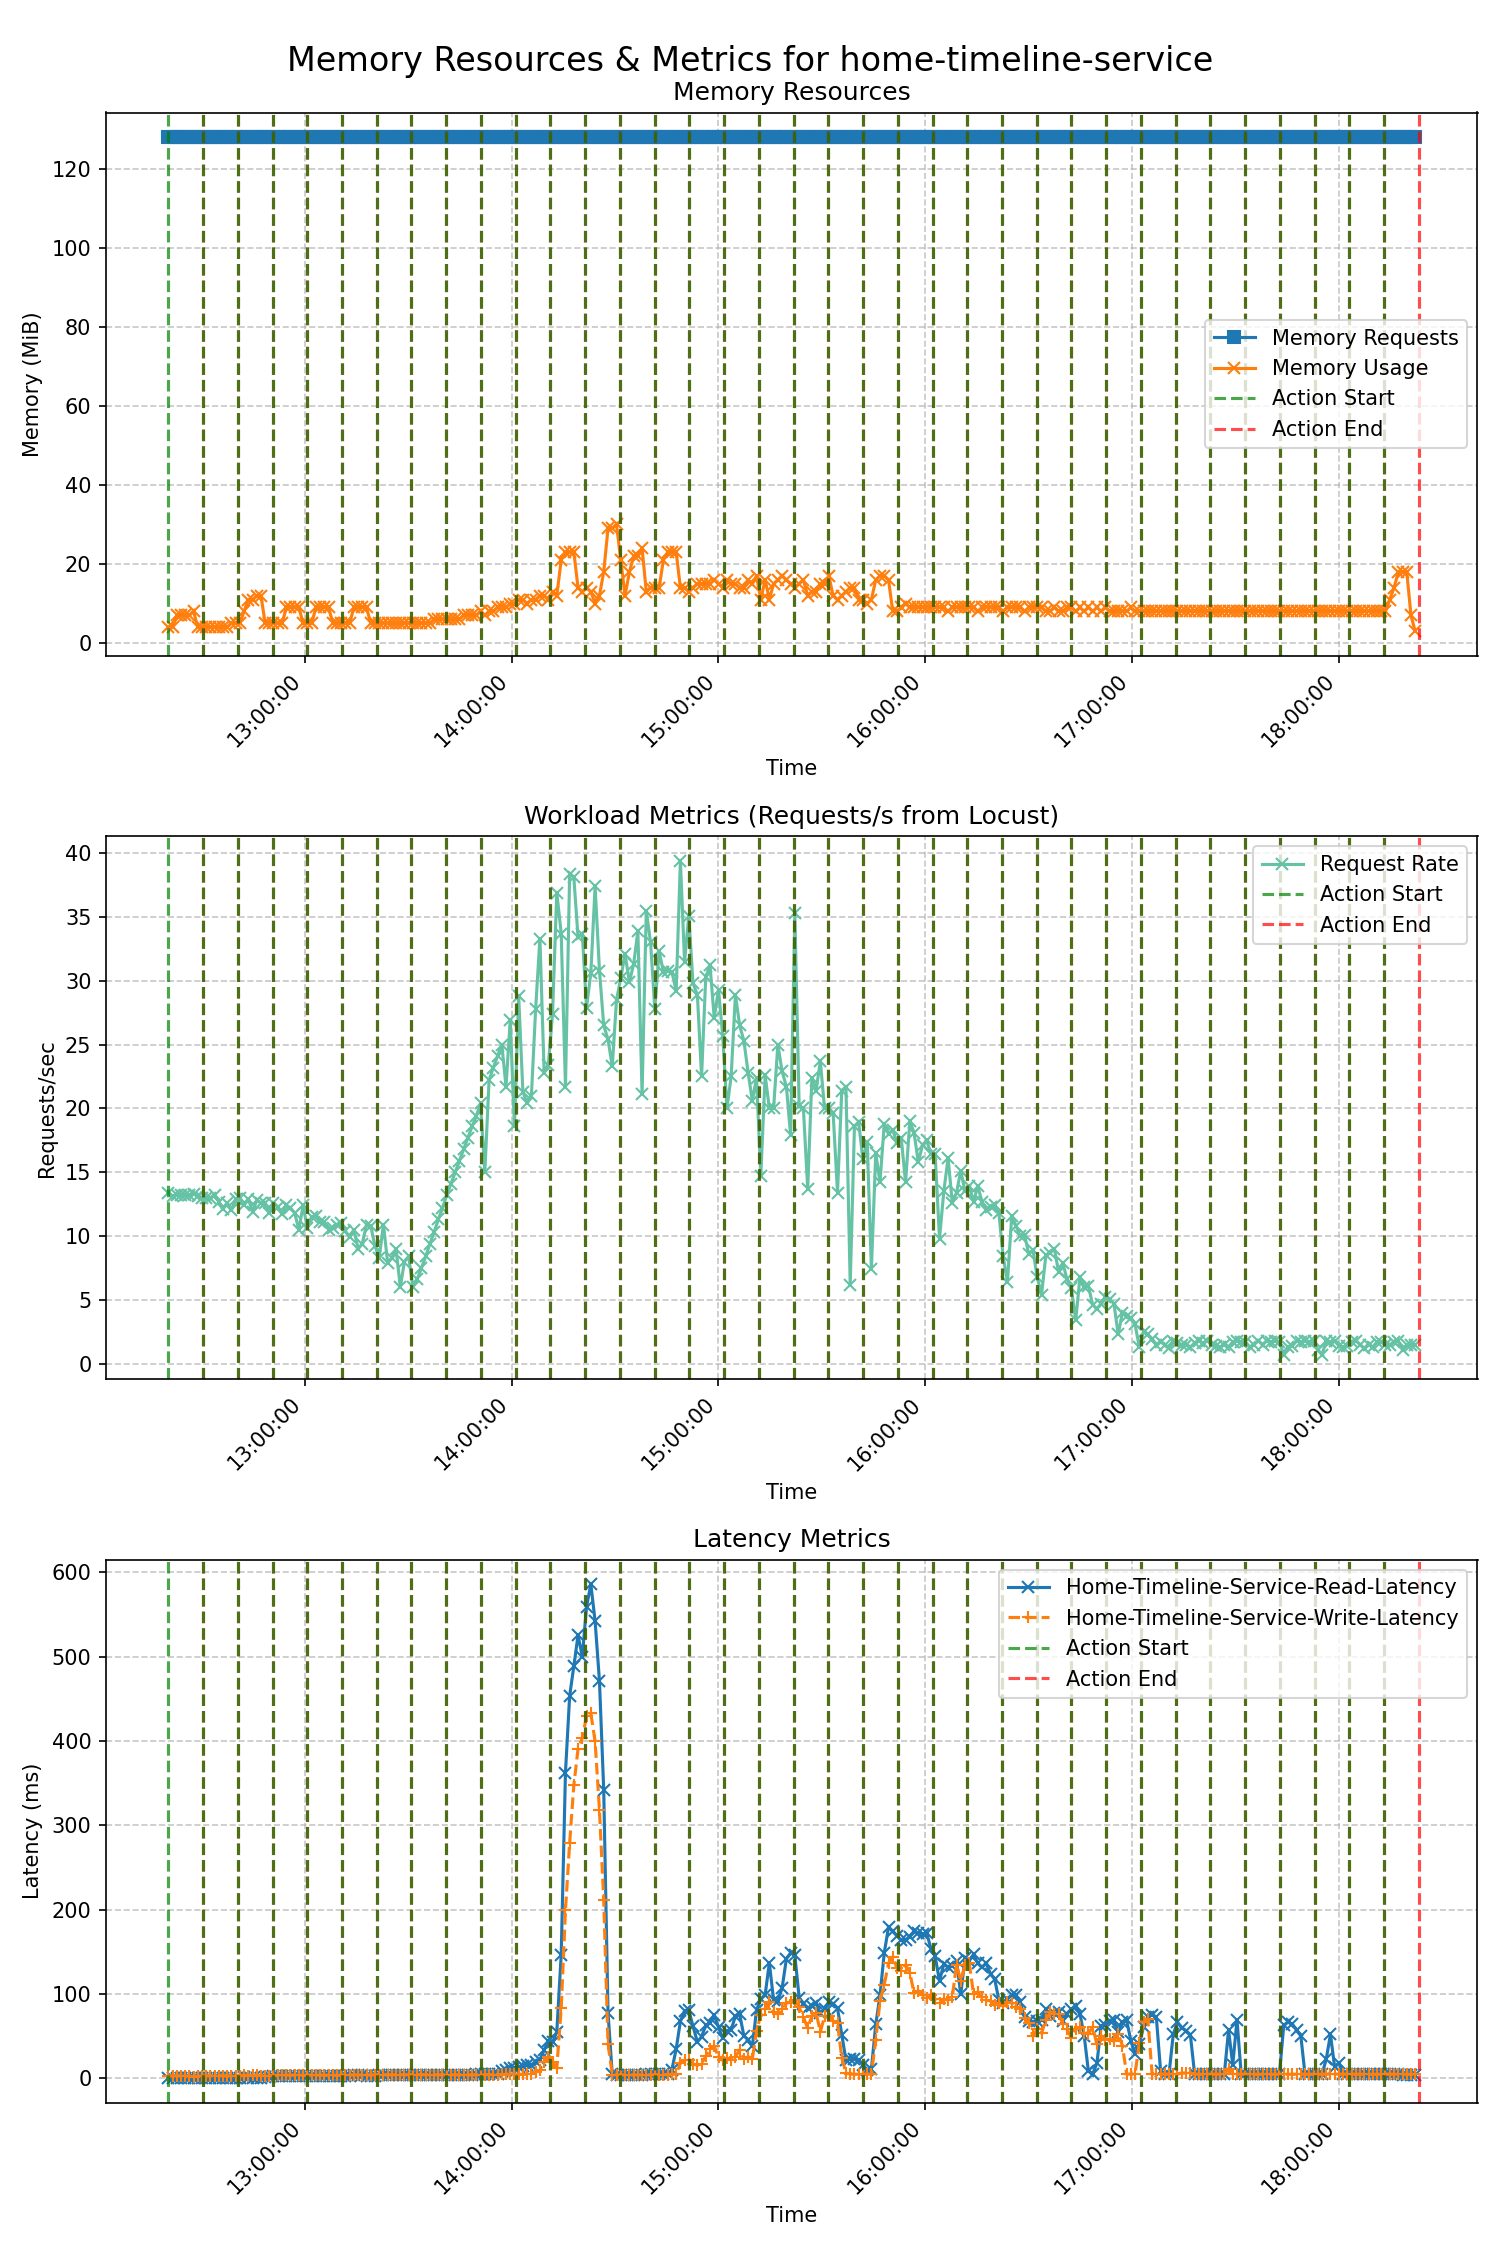 Memory Resources & Metrics for home-timeline-service
Memory Resources
120
100
80
60
40
20
0
Memory (MiB)
Memory Requests
Memory Usage
Action Start
Action End
13:00:00
14:00:00
15:00:00
16:00:00
17:00:00
18:00:00
Time
Workload Metrics (Requests/s from Locust)
40
35
30
25
20
15
10
5
0
Requests/sec
Request Rate
Action Start
Action End
13:00:00
14:00:00
15:00:00
16:00:00
17:00:00
18:00:00
Time
Latency Metrics
600
500
400
300
200
100
0
Latency (ms)
Home-Timeline-Service-Read-Latency
Home-Timeline-Service-Write-Latency
Action Start
Action End
13:00:00
14:00:00
15:00:00
16:00:00
17:00:00
18:00:00
Time